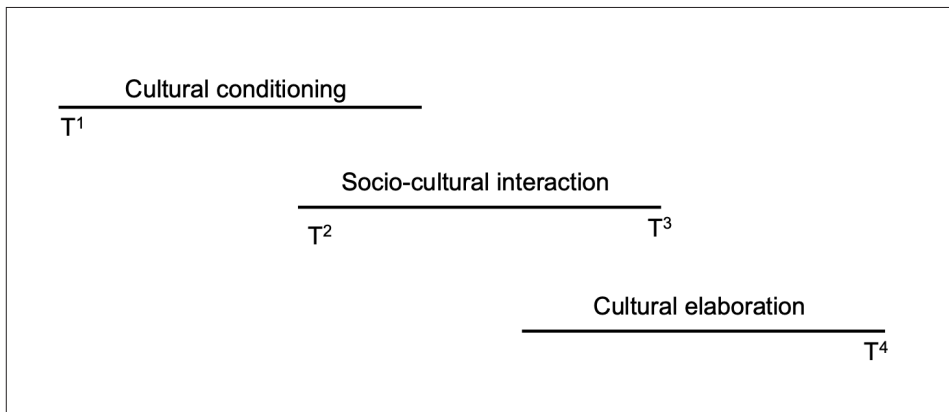 Cultural conditioning
T¹
Socio-cultural interaction
T² T³
Cultural elaboration
T⁴